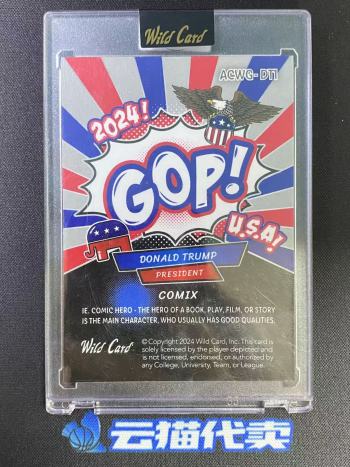 Wild Card
ACWG-DT1
2024!
GOP!
U.S.A!
DONALD TRUMP
PRESIDENT
COMIX
IE. COMIC HERO - THE HERO OF A BOOK, PLAY, FILM, OR STORY
IS THE MAIN CHARACTER, WHO USUALLY HAS GOOD QUALITIES.
Wild Card
©Copyright 2024 Wild Card, Inc. This card is
solely licensed by the player depicted and
is not licensed, endorsed, or authorized by
any College, University, Team, or League.
云猫代卖